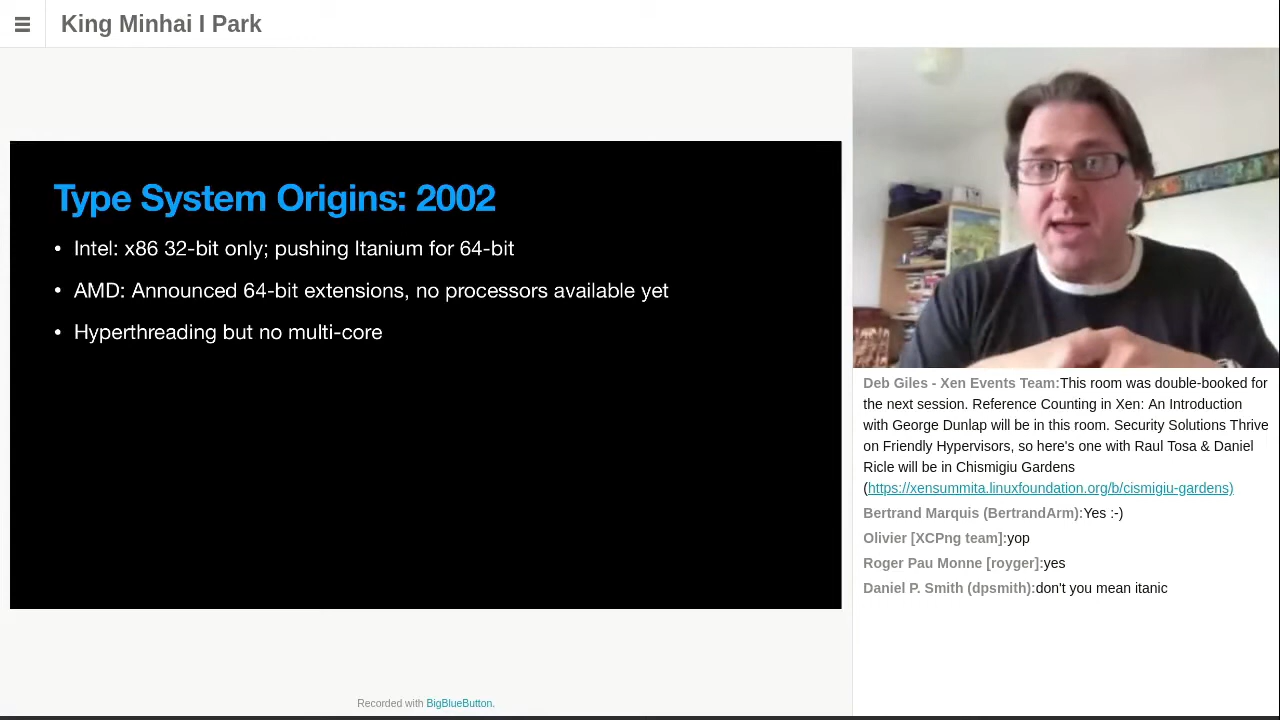 King Minhai I Park
Type System Origins: 2002
• Intel: x86 32-bit only; pushing Itanium for 64-bit
• AMD: Announced 64-bit extensions, no processors available yet
• Hyperthreading but no multi-core
Deb Giles - Xen Events Team:This room was double-booked for
the next session. Reference Counting in Xen: An Introduction
with George Dunlap will be in this room. Security Solutions Thrive
on Friendly Hypervisors, so here's one with Raul Tosa & Daniel
Ricle will be in Chismigiu Gardens
(https://xensummita.linuxfoundation.org/b/cismigiu-gardens)
Bertrand Marquis (BertrandArm):Yes :-)
Olivier [XCPng team]:yop
Roger Pau Monne [royger]:yes
Daniel P. Smith (dpsmith):don't you mean itanic
Recorded with BigBlueButton.